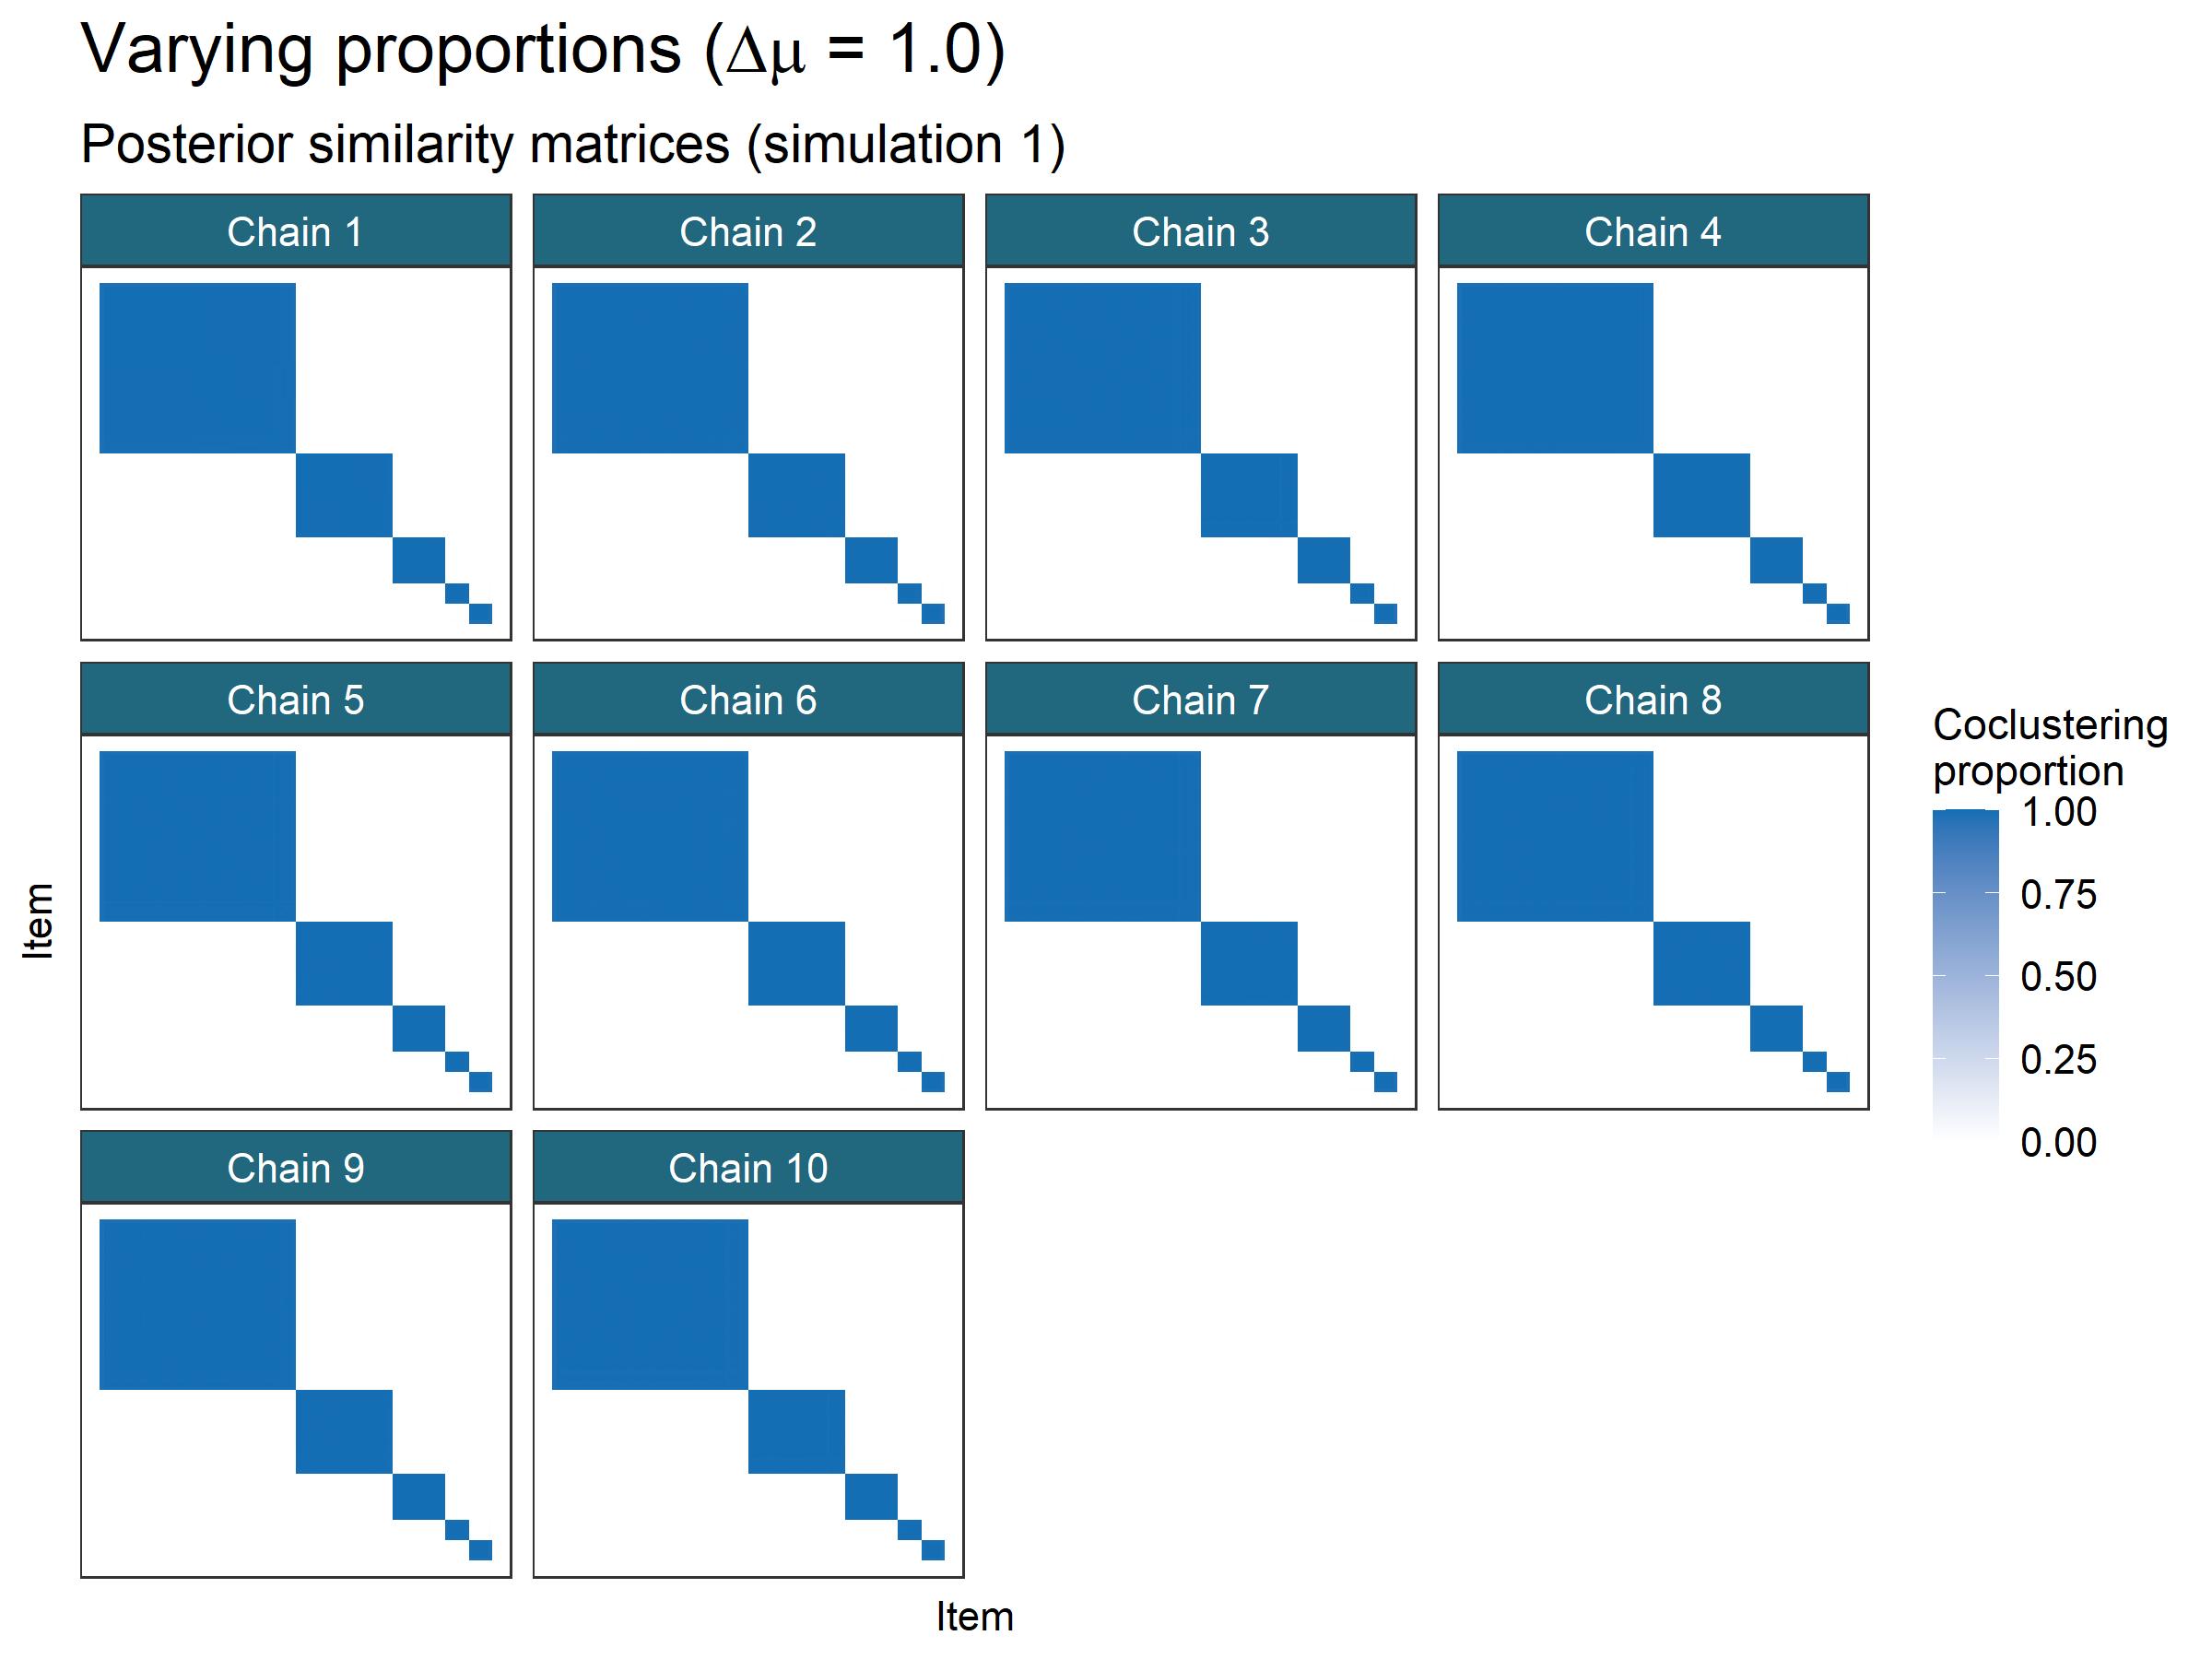 Varying proportions (Δμ = 1.0)
Posterior similarity matrices (simulation 1)
Chain 1
Chain 2
Chain 3
Chain 4
Chain 5
Chain 6
Chain 7
Chain 8
Chain 9
Chain 10
Item
Item
Coclustering
proportion
1.00
0.75
0.50
0.25
0.00